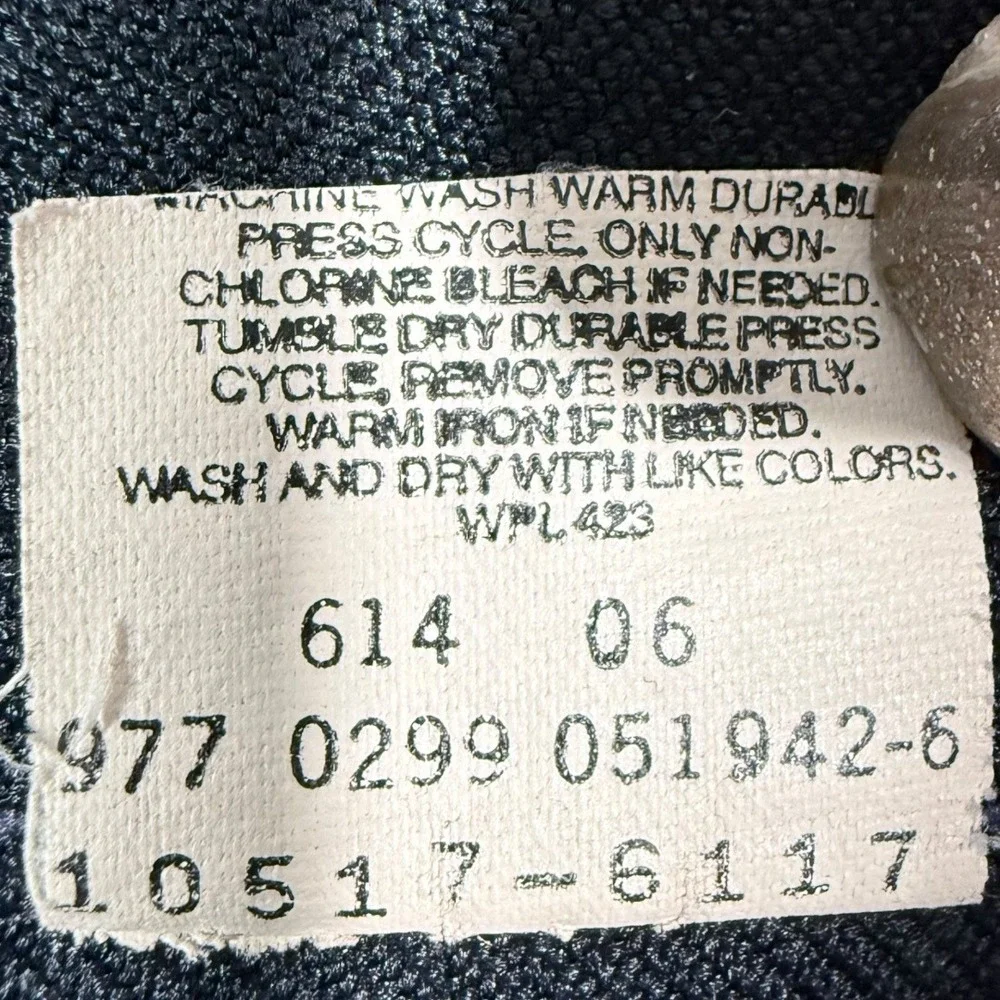 MACHINE WASH WARM DURABL
PRESS CYCLE. ONLY NON-
CHLORINE BLEACH IF NEEDED.
TUMBLE DRY DURABLE PRESS
CYCLE, REMOVE PROMPTLY.
WARM IRON IF NEEDED.
WASH AND DRY WITH LIKE COLORS.
WPL 423
614 06
977 0299 051942-6
10517-6117